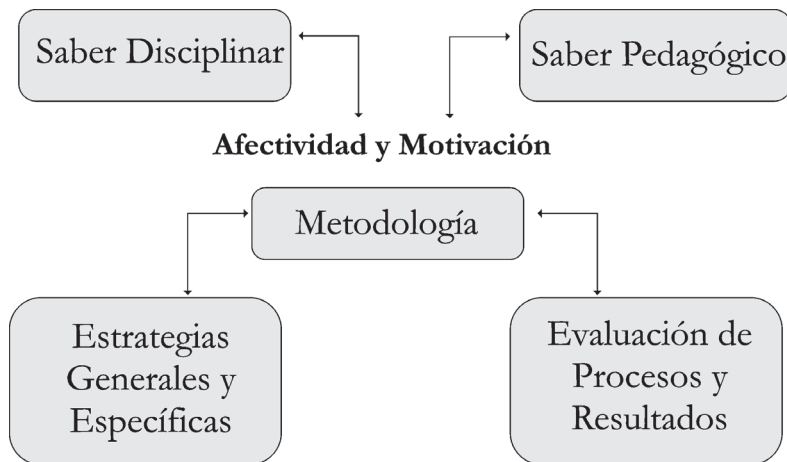 Saber Disciplinar
Saber Pedagógico
Afectividad y Motivación
Metodología
Estrategias
Generales y
Específicas
Evaluación de
Procesos y
Resultados